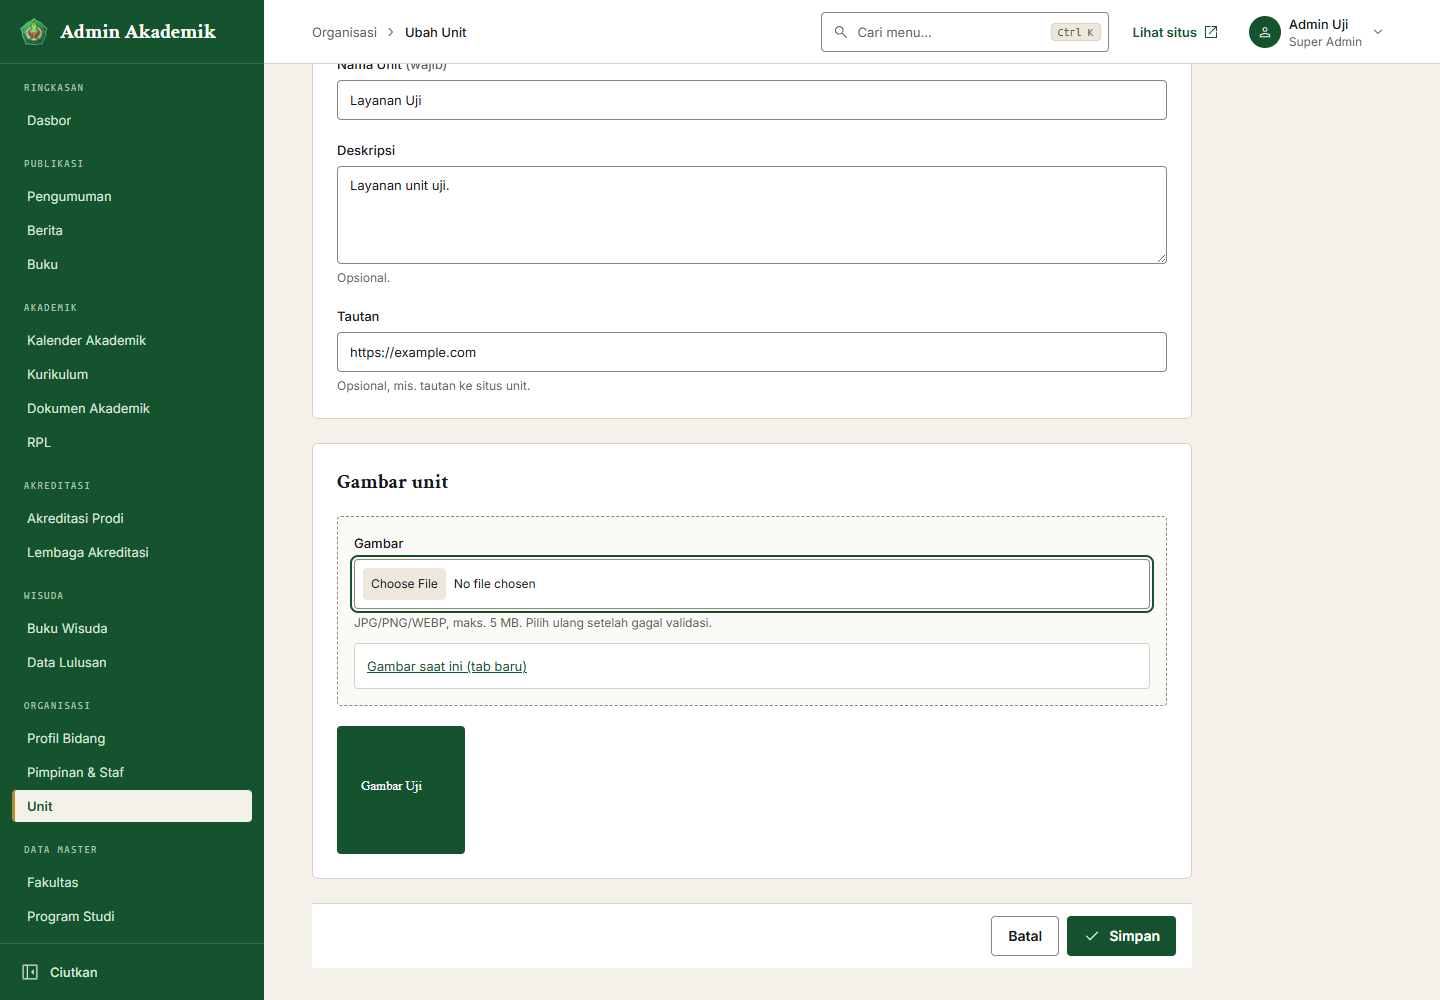 Admin Akademik
RINGKASAN
Dasbor
PUBLIKASI
Pengumuman
Berita
Buku
AKADEMIK
Kalender Akademik
Kurikulum
Dokumen Akademik
RPL
AKREDITASI
Akreditasi Prodi
Lembaga Akreditasi
WISUDA
Buku Wisuda
Data Lulusan
ORGANISASI
Profil Bidang
Pimpinan & Staf
Unit
DATA MASTER
Fakultas
Program Studi
Ciutkan
Organisasi > Ubah Unit
Cari menu... Ctrl K
Lihat situs
Admin Uji
Super Admin
Nama Unit (wajib)
Layanan Uji
Deskripsi
Layanan unit uji.
Opsional.
Tautan
https://example.com
Opsional, mis. tautan ke situs unit.
Gambar unit
Gambar
Choose File No file chosen
JPG/PNG/WEBP, maks. 5 MB. Pilih ulang setelah gagal validasi.
Gambar saat ini (tab baru)
Gambar Uji
Batal
Simpan